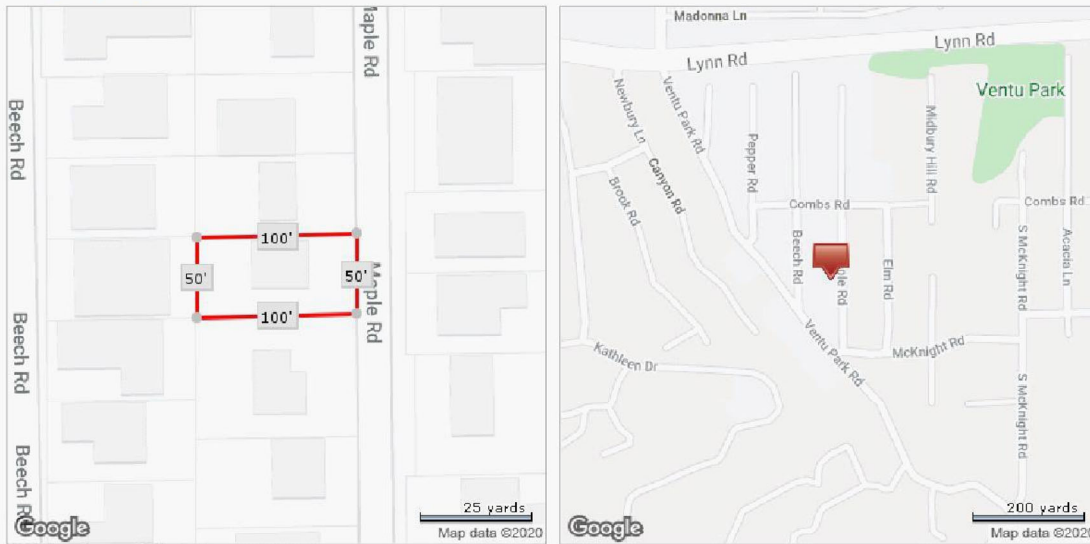 Maple Rd
Beech Rd
100'
50'
50'
Maple Rd
100'
Beech Rd
Beech Rd
25 yards
Google
Map data ©2020
Madonna Ln
Lynn Rd
Lynn Rd
Ventu Park
Newbury Ln
Ventu Park Rd
Pepper Rd
Midbury Hill Rd
Canyon Rd
Brook Rd
Combs Rd
Combs Rd
Beech Rd
ple Rd
Elm Rd
S McKnight Rd
Acacia Ln
Kathleen Dr
Ventu Park Rd
McKnight Rd
S McKnight Rd
200 yards
Google
Map data ©2020